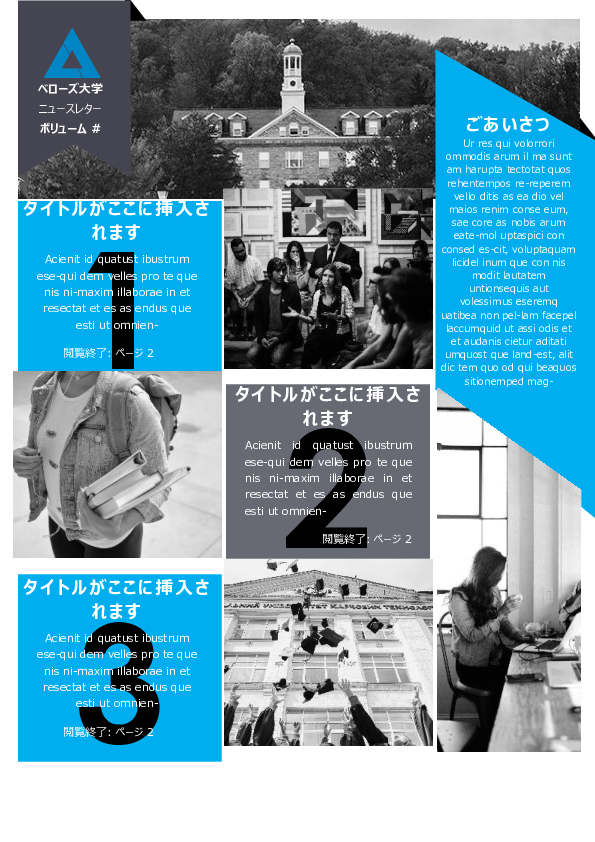 ベローズ大学
ニュースレター
ボリューム #
ごあいさつ
Ur res qui volorrori
ommodis arum il ma sunt
am harupta tectotat quos
rehentempos re-reperem
vello ditis as ea dio vel
maios renim conse eum,
sae core as nobis arum
eate-mol uptaspici con
consed es-cit, voluptaquam
licidel inum que con nis
modit lautatem
untionsequis aut
volessimus eseremq
uatibea non pel-lam facepel
laccumquid ut assi odis et
et audanis cietur aditati
umquost que land-est, alit
dic tem quo od qui beaquos
sitionemped mag-
タイトルがここに挿入さ
れます
1
Acienit id quatust ibustrum
ese-qui dem velles pro te que
nis ni-maxim illaborae in et
resectat et es as endus que
esti ut omnien-
閲覧終了: ページ 2
タイトルがここに挿入さ
れます
2
Acienit id quatust ibustrum
ese-qui dem velles pro te que
nis ni-maxim illaborae in et
resectat et es as endus que
esti ut omnien-
閲覧終了: ページ 2
タイトルがここに挿入さ
れます
3
Acienit id quatust ibustrum
ese-qui dem velles pro te que
nis ni-maxim illaborae in et
resectat et es as endus que
esti ut omnien-
閲覧終了: ページ 2